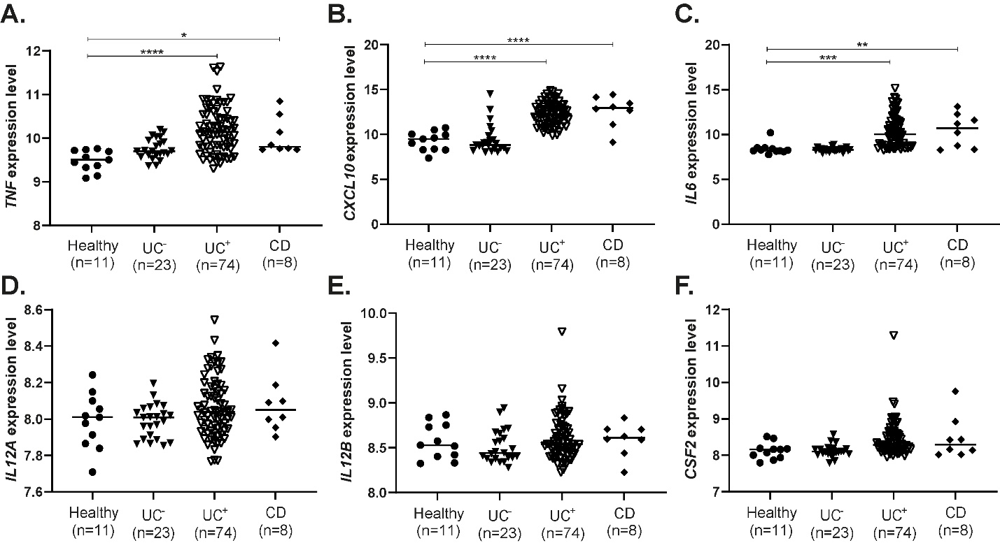 A.
*
****
TNF expression level
12
11
10
9
8
Healthy
(n=11)
UC-
(n=23)
UC+
(n=74)
CD
(n=8)
B.
****
****
CXCL10 expression level
20
15
10
5
0
Healthy
(n=11)
UC-
(n=23)
UC+
(n=74)
CD
(n=8)
C.
**
***
IL6 expression level
20
15
10
5
0
Healthy
(n=11)
UC-
(n=23)
UC+
(n=74)
CD
(n=8)
D.
IL12A expression level
8.6
8.4
8.2
8.0
7.8
7.6
Healthy
(n=11)
UC-
(n=23)
UC+
(n=74)
CD
(n=8)
E.
IL12B expression level
10.0
9.5
9.0
8.5
8.0
Healthy
(n=11)
UC-
(n=23)
UC+
(n=74)
CD
(n=8)
F.
CSF2 expression level
12
11
10
9
8
7
Healthy
(n=11)
UC-
(n=23)
UC+
(n=74)
CD
(n=8)